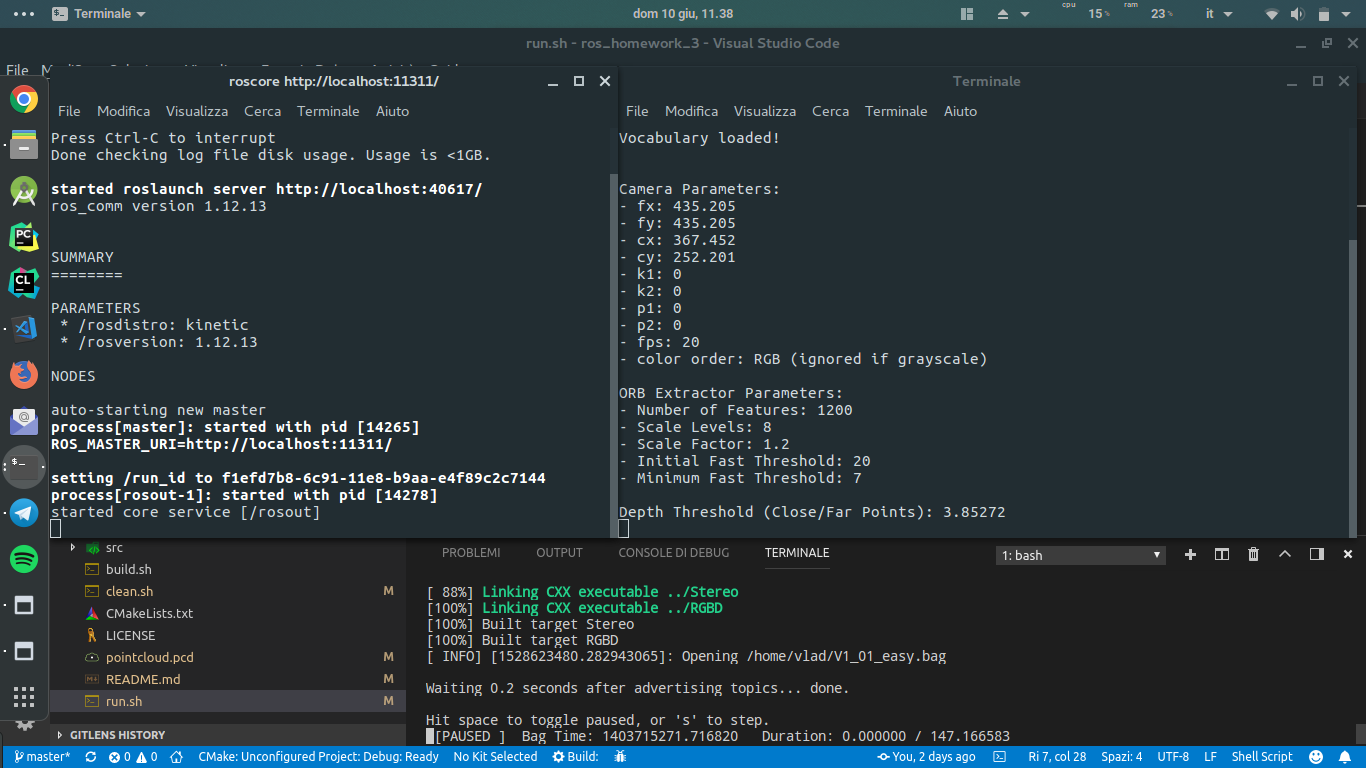 Terminale
dom 10 giu, 11.38
cpu 15% ram 23% it
run.sh - ros_homework_3 - Visual Studio Code
File
roscore http://localhost:11311/
File Modifica Visualizza Cerca Terminale Aiuto
Press Ctrl-C to interrupt
Done checking log file disk usage. Usage is <1GB.
started roslaunch server http://localhost:40617/
ros_comm version 1.12.13
SUMMARY
========
PARAMETERS
* /rosdistro: kinetic
* /rosversion: 1.12.13
NODES
auto-starting new master
process[master]: started with pid [14265]
ROS_MASTER_URI=http://localhost:11311/
setting /run_id to f1efd7b8-6c91-11e8-b9aa-e4f89c2c7144
process[rosout-1]: started with pid [14278]
started core service [/rosout]
Terminale
File Modifica Visualizza Cerca Terminale Aiuto
Vocabulary loaded!
Camera Parameters:
- fx: 435.205
- fy: 435.205
- cx: 367.452
- cy: 252.201
- k1: 0
- k2: 0
- p1: 0
- p2: 0
- fps: 20
- color order: RGB (ignored if grayscale)
ORB Extractor Parameters:
- Number of Features: 1200
- Scale Levels: 8
- Scale Factor: 1.2
- Initial Fast Threshold: 20
- Minimum Fast Threshold: 7
Depth Threshold (Close/Far Points): 3.85272
PC
CL
src
build.sh
clean.sh M
CMakeLists.txt
LICENSE
pointcloud.pcd M
README.md M
run.sh M
GITLENS HISTORY
PROBLEMI OUTPUT CONSOLE DI DEBUG TERMINALE
1: bash
[ 88%] Linking CXX executable ../Stereo
[100%] Linking CXX executable ../RGBD
[100%] Built target Stereo
[100%] Built target RGBD
[ INFO] [1528623480.282943065]: Opening /home/vlad/V1_01_easy.bag
Waiting 0.2 seconds after advertising topics... done.
Hit space to toggle paused, or 's' to step.
[PAUSED ] Bag Time: 1403715271.716820 Duration: 0.000000 / 147.166583
master* 0 0 CMake: Unconfigured Project: Debug: Ready No Kit Selected Build: You, 2 days ago Ri 7, col 28 Spazi: 4 UTF-8 LF Shell Script